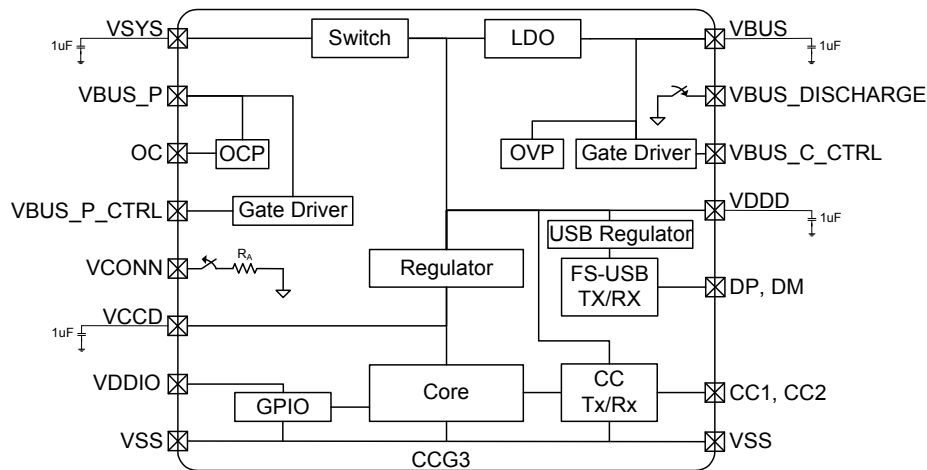 VSYS
1uF
Switch
LDO
VBUS
1uF
VBUS_P
VBUS_DISCHARGE
OC
OCP
OVP
Gate Driver
VBUS_C_CTRL
VBUS_P_CTRL
Gate Driver
VDDD
1uF
USB Regulator
VCONN
RA
Regulator
FS-USB
TX/RX
DP, DM
VCCD
1uF
VDDIO
GPIO
Core
CC
Tx/Rx
CC1, CC2
VSS
VSS
CCG3